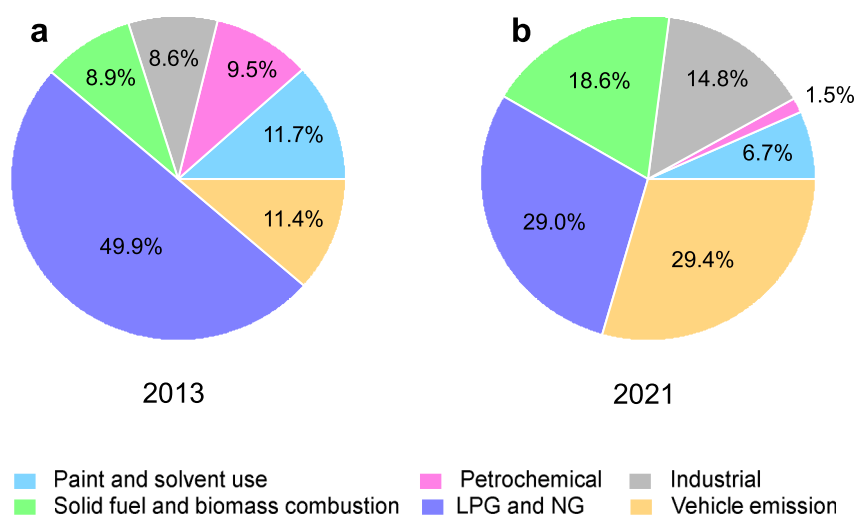 a
8.9%
8.6%
9.5%
11.7%
11.4%
49.9%
2013
b
18.6%
14.8%
1.5%
6.7%
29.0%
29.4%
2021
Paint and solvent use
Petrochemical
Industrial
Solid fuel and biomass combustion
LPG and NG
Vehicle emission